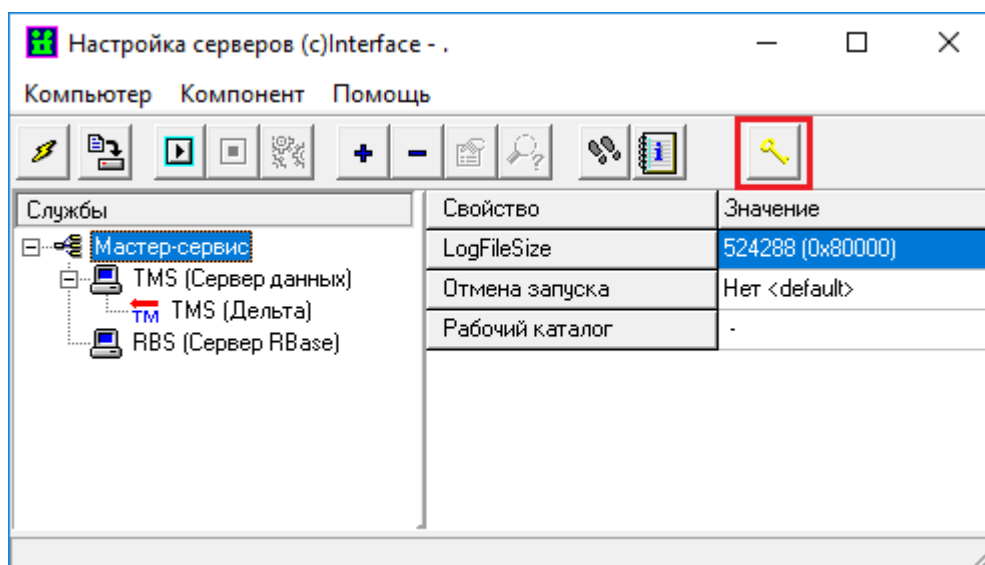 Настройка серверов (c)Interface - .
Компьютер Компонент Помощь
Службы
Мастер-сервис
TMS (Сервер данных)
TM TMS (Дельта)
RBS (Сервер RBase)
Свойство Значение
LogFileSize 524288 (0x80000)
Отмена запуска Нет <default>
Рабочий каталог -